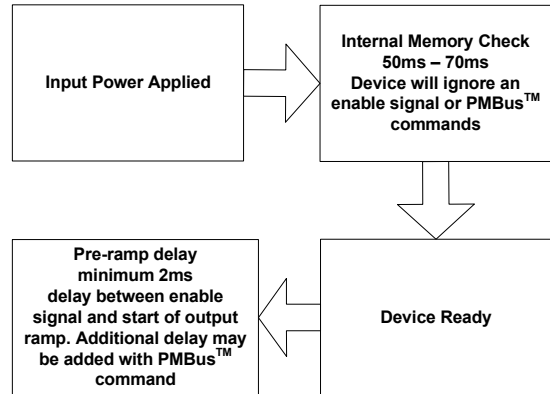 Input Power Applied
Internal Memory Check
50ms – 70ms
Device will ignore an
enable signal or PMBus™
commands
Device Ready
Pre-ramp delay
minimum 2ms
delay between enable
signal and start of output
ramp. Additional delay may
be added with PMBus™
command